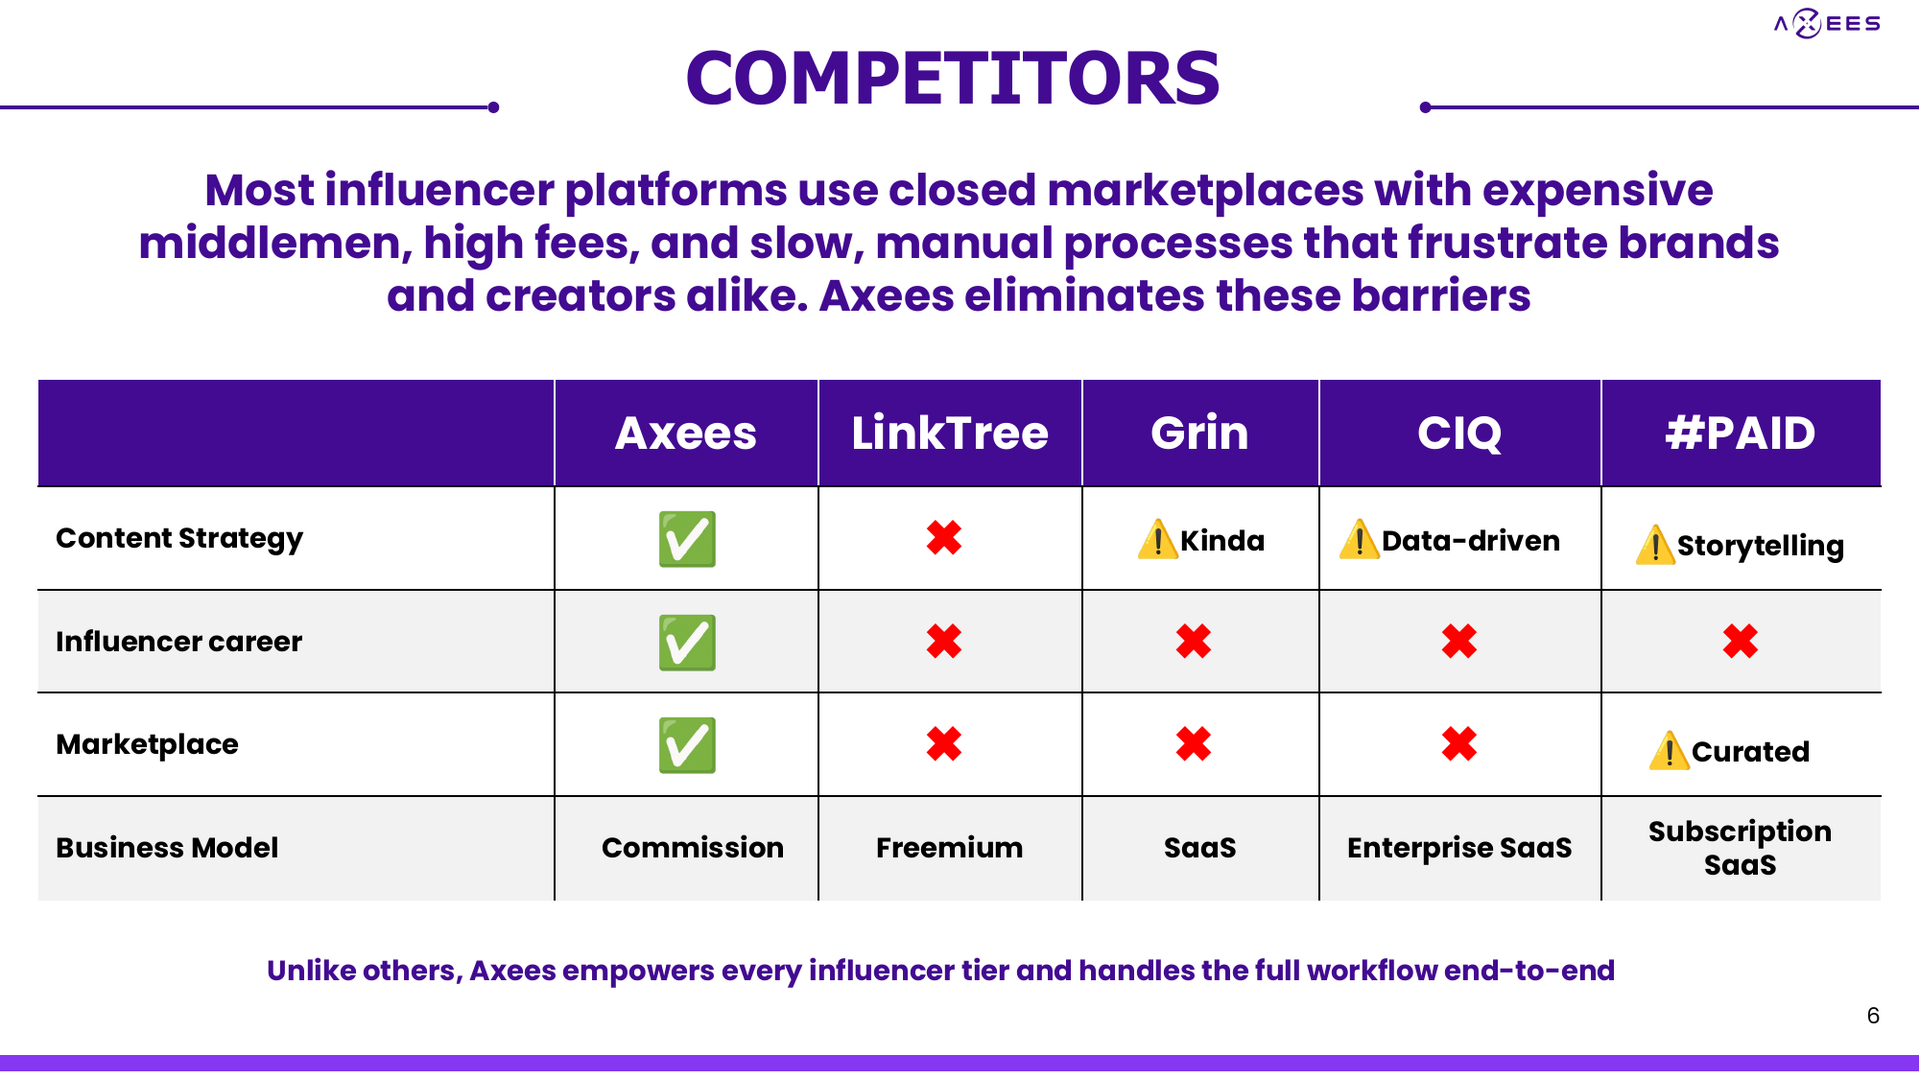 AXEES
COMPETITORS
Most influencer platforms use closed marketplaces with expensive
middlemen, high fees, and slow, manual processes that frustrate brands
and creators alike. Axees eliminates these barriers
Axees LinkTree Grin CIQ #PAID
Content Strategy ✅ ✖ ⚠️Kinda ⚠️Data-driven ⚠️Storytelling
Influencer career ✅ ✖ ✖ ✖ ✖
Marketplace ✅ ✖ ✖ ✖ ⚠️Curated
Business Model Commission Freemium SaaS Enterprise SaaS Subscription
SaaS
Unlike others, Axees empowers every influencer tier and handles the full workflow end-to-end
6